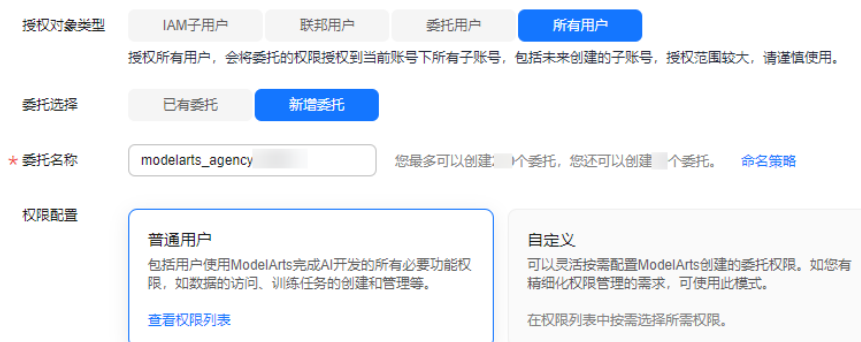 授权对象类型 IAM子用户 联邦用户 委托用户 所有用户
授权所有用户，会将委托的权限授权到当前账号下所有子账号，包括未来创建的子账号，授权范围较大，请谨慎使用。
委托选择 已有委托 新增委托
* 委托名称 modelarts_agency 您最多可以创建 个委托，您还可以创建 个委托。 命名策略
权限配置
普通用户
包括用户使用ModelArts完成AI开发的所有必要功能权
限，如数据的访问、训练任务的创建和管理等。
查看权限列表
自定义
可以灵活按需配置ModelArts创建的委托权限。如您有
精细化权限管理的需求，可使用此模式。
在权限列表中按需选择所需权限。